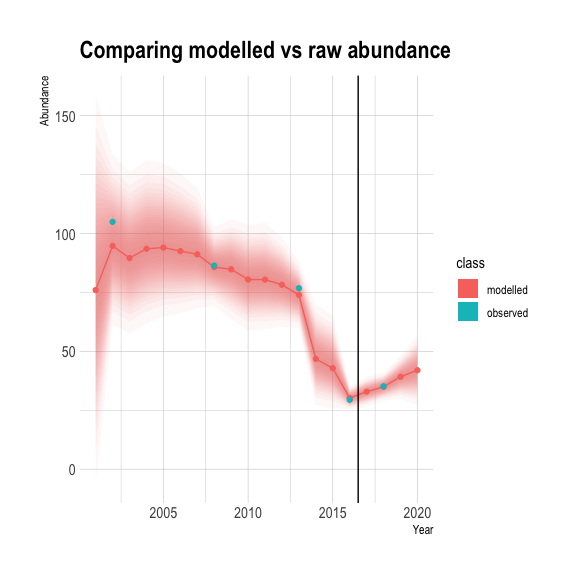 Comparing modelled vs raw abundance
Abundance
150
100
50
0
class
modelled
observed
2005
2010
2015
2020
Year